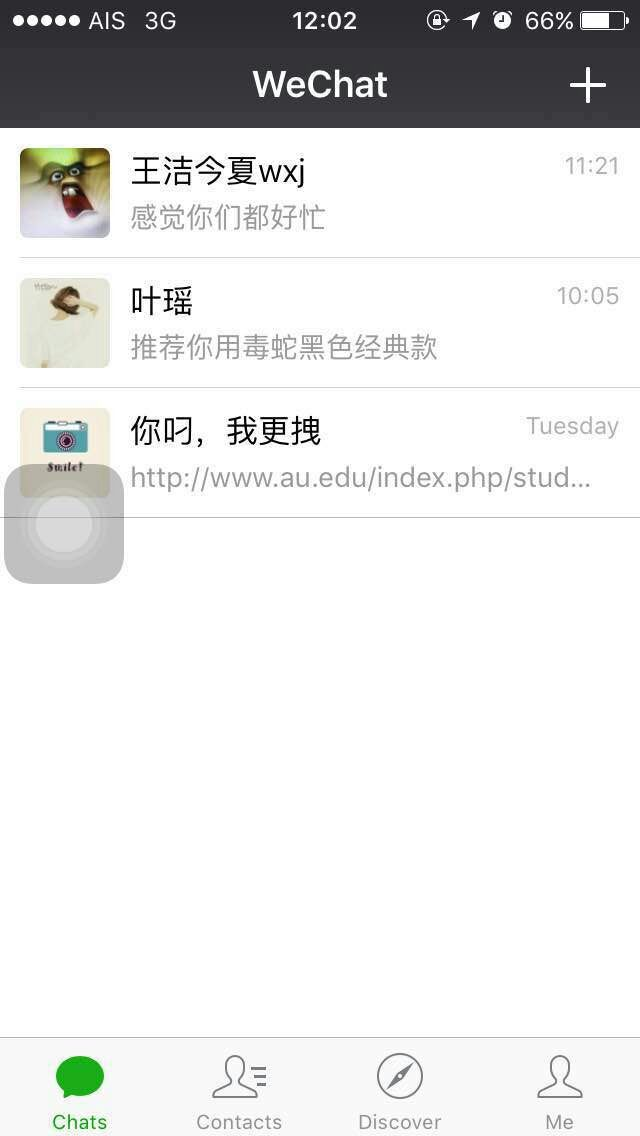 AIS 3G 12:02 66%
WeChat
王洁今夏wxj 11:21
感觉你们都好忙
叶瑶 10:05
推荐你用毒蛇黑色经典款
你叼，我更拽 Tuesday
Smile!
http://www.au.edu/index.php/stud...
Chats Contacts Discover Me